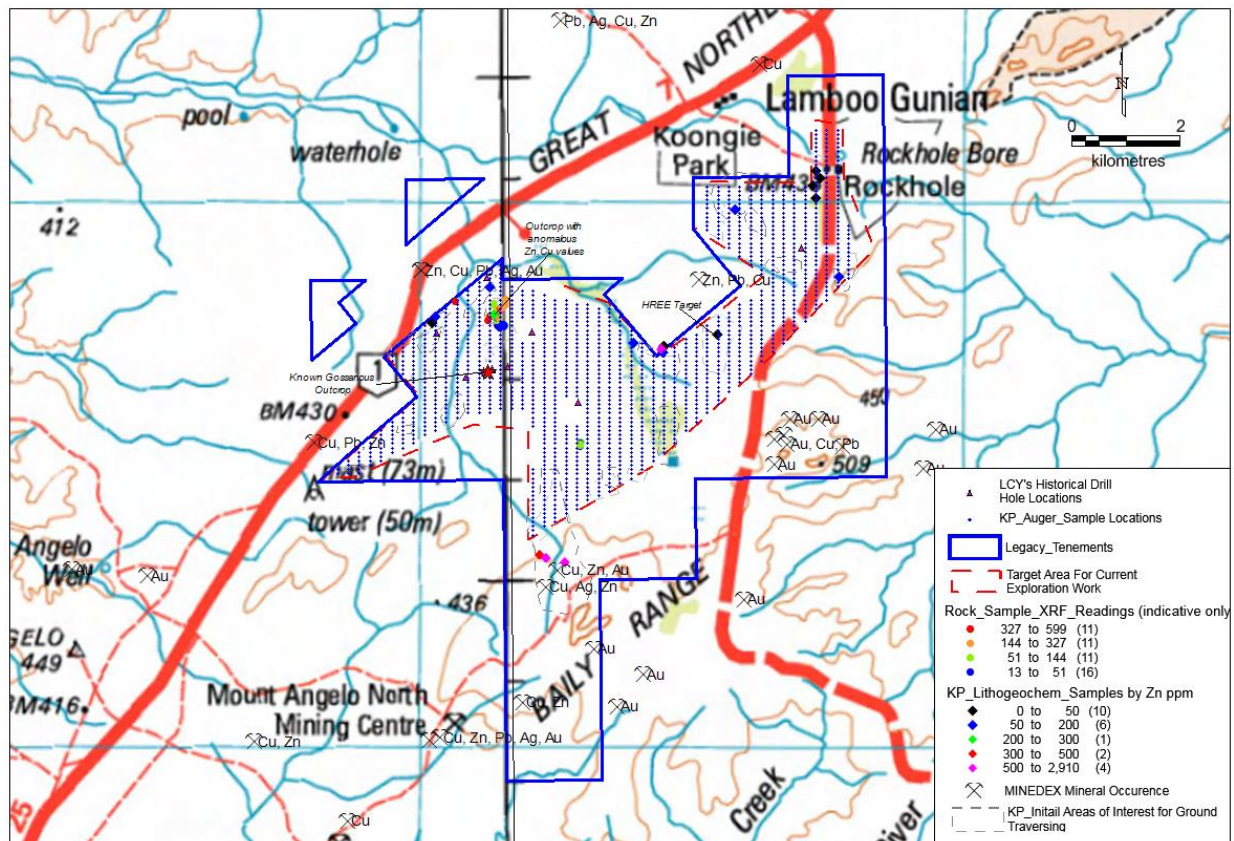 Pb, Ag, Cu, Zn
Cu
GREAT NORTHE
N
pool
waterhole
Lamboo Gunian
Koongie
Park
0 2
kilometres
Rockhole Bore
BM43
Rockhole
412
Outcrop with
anomalous
Zn, Cu values
Zn, Cu, Pb, Ag, Au
Zn, Pb, Cu
HREE Target
1
Known Gossanous
Outcrop
BM430
Cu, Pb, Zn
Au
Au
Au
Au, Cu, Pb
Au
509
mast (73m)
tower (50m)
Angelo
Well
Au
Au
Cu, Zn, Au
Cu, Ag, Zn
436
Au
GELO
449
BAILY RANGE
Au
Au
Au
Mount Angelo North
Mining Centre
Cu, Zn, Pb, Ag, Au
Cu, Zn
3M416
25
Cu
Creek
iver
LCY's Historical Drill
Hole Locations
KP_Auger_Sample Locations
Legacy_Tenements
Target Area For Current
Exploration Work
Rock_Sample_XRF_Readings (indicative only
327 to 599 (11)
144 to 327 (11)
51 to 144 (11)
13 to 51 (16)
KP_Lithogeochem_Samples by Zn ppm
0 to 50 (10)
50 to 200 (6)
200 to 300 (1)
300 to 500 (2)
500 to 2,910 (4)
MINEDEX Mineral Occurence
KP_Initail Areas of Interest for Ground
Traversing